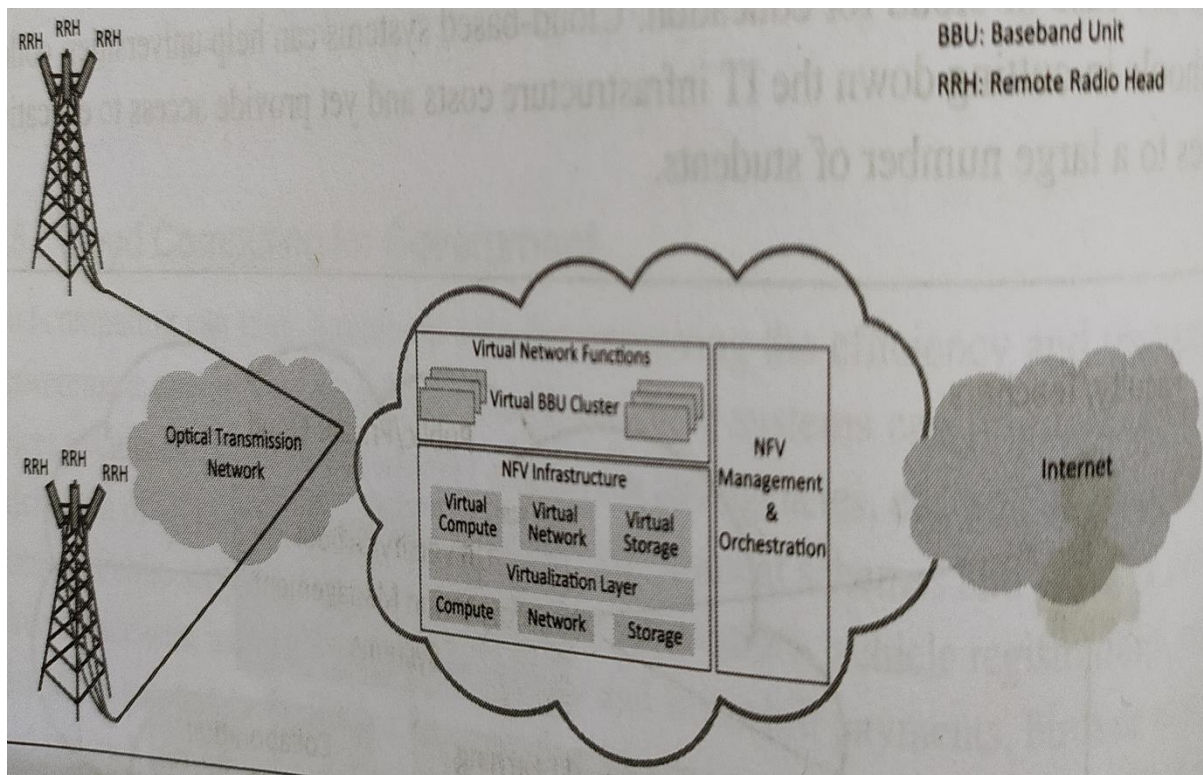 BBU: Baseband Unit
RRH: Remote Radio Head
RRH RRH RRH
Virtual Network Functions
Virtual BBU Cluster
Optical Transmission
Network
RRH RRH RRH
NFV Infrastructure
Virtual
Compute
Virtual
Network
Virtual
Storage
Virtualization Layer
Compute
Network
Storage
NFV
Management
&
Orchestration
Internet